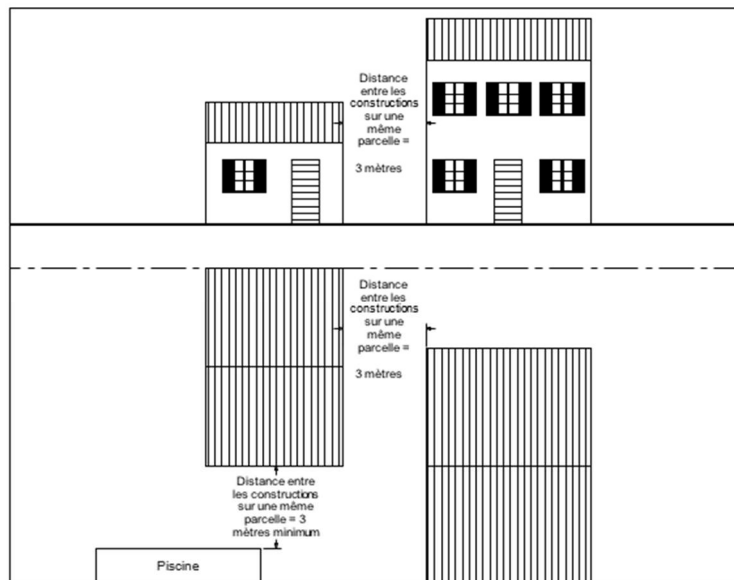 Distance
entre les
constructions
sur une
même
parcelle =
3 mètres
Distance
entre les
constructions
sur une
même
parcelle =
3 mètres
Distance entre
les constructions
sur une même
parcelle = 3
mètres minimum
Piscine